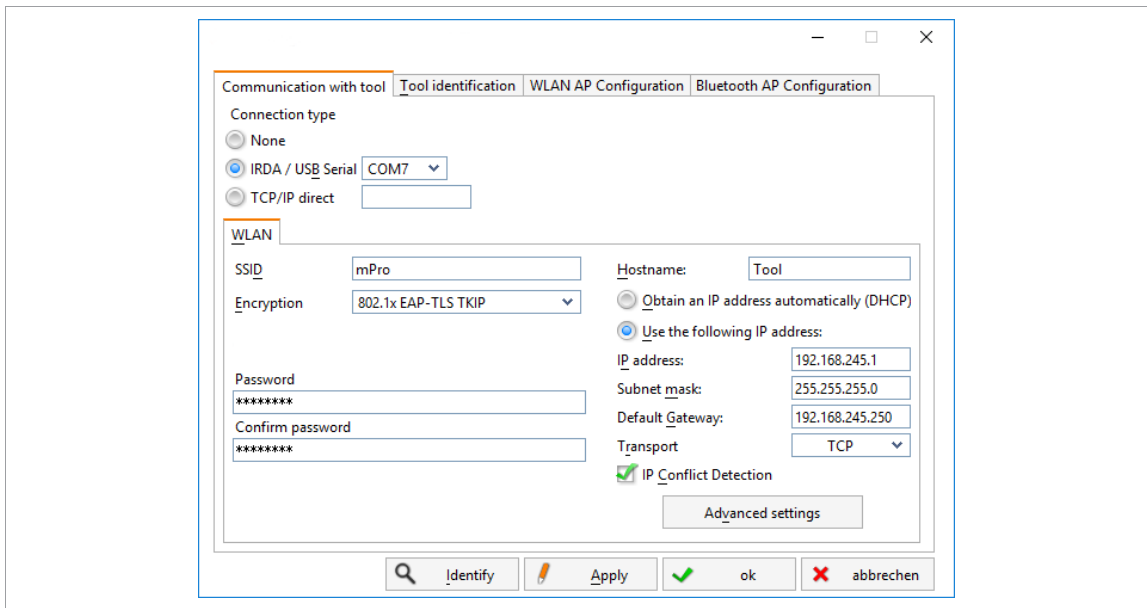 Communication with tool Tool identification WLAN AP Configuration Bluetooth AP Configuration
Connection type
None
IRDA / USB Serial COM7
TCP/IP direct
WLAN
SSID mPro
Encryption 802.1x EAP-TLS TKIP
Password
********
Confirm password
********
Hostname: Tool
Obtain an IP address automatically (DHCP)
Use the following IP address:
IP address: 192.168.245.1
Subnet mask: 255.255.255.0
Default Gateway: 192.168.245.250
Transport TCP
IP Conflict Detection
Advanced settings
Identify Apply ok abbrechen